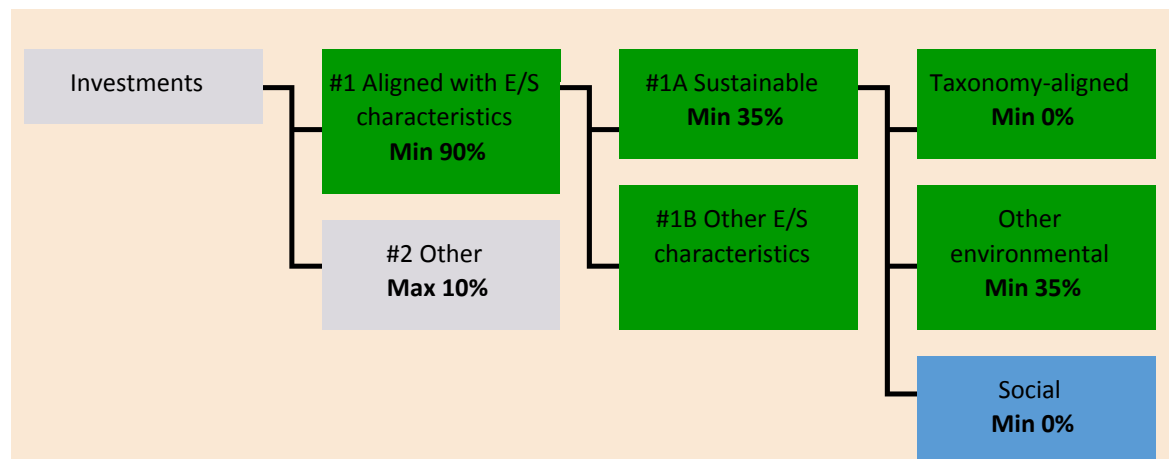 Investments
#1 Aligned with E/S
characteristics
Min 90%
#2 Other
Max 10%
#1A Sustainable
Min 35%
#1B Other E/S
characteristics
Taxonomy-aligned
Min 0%
Other
environmental
Min 35%
Social
Min 0%